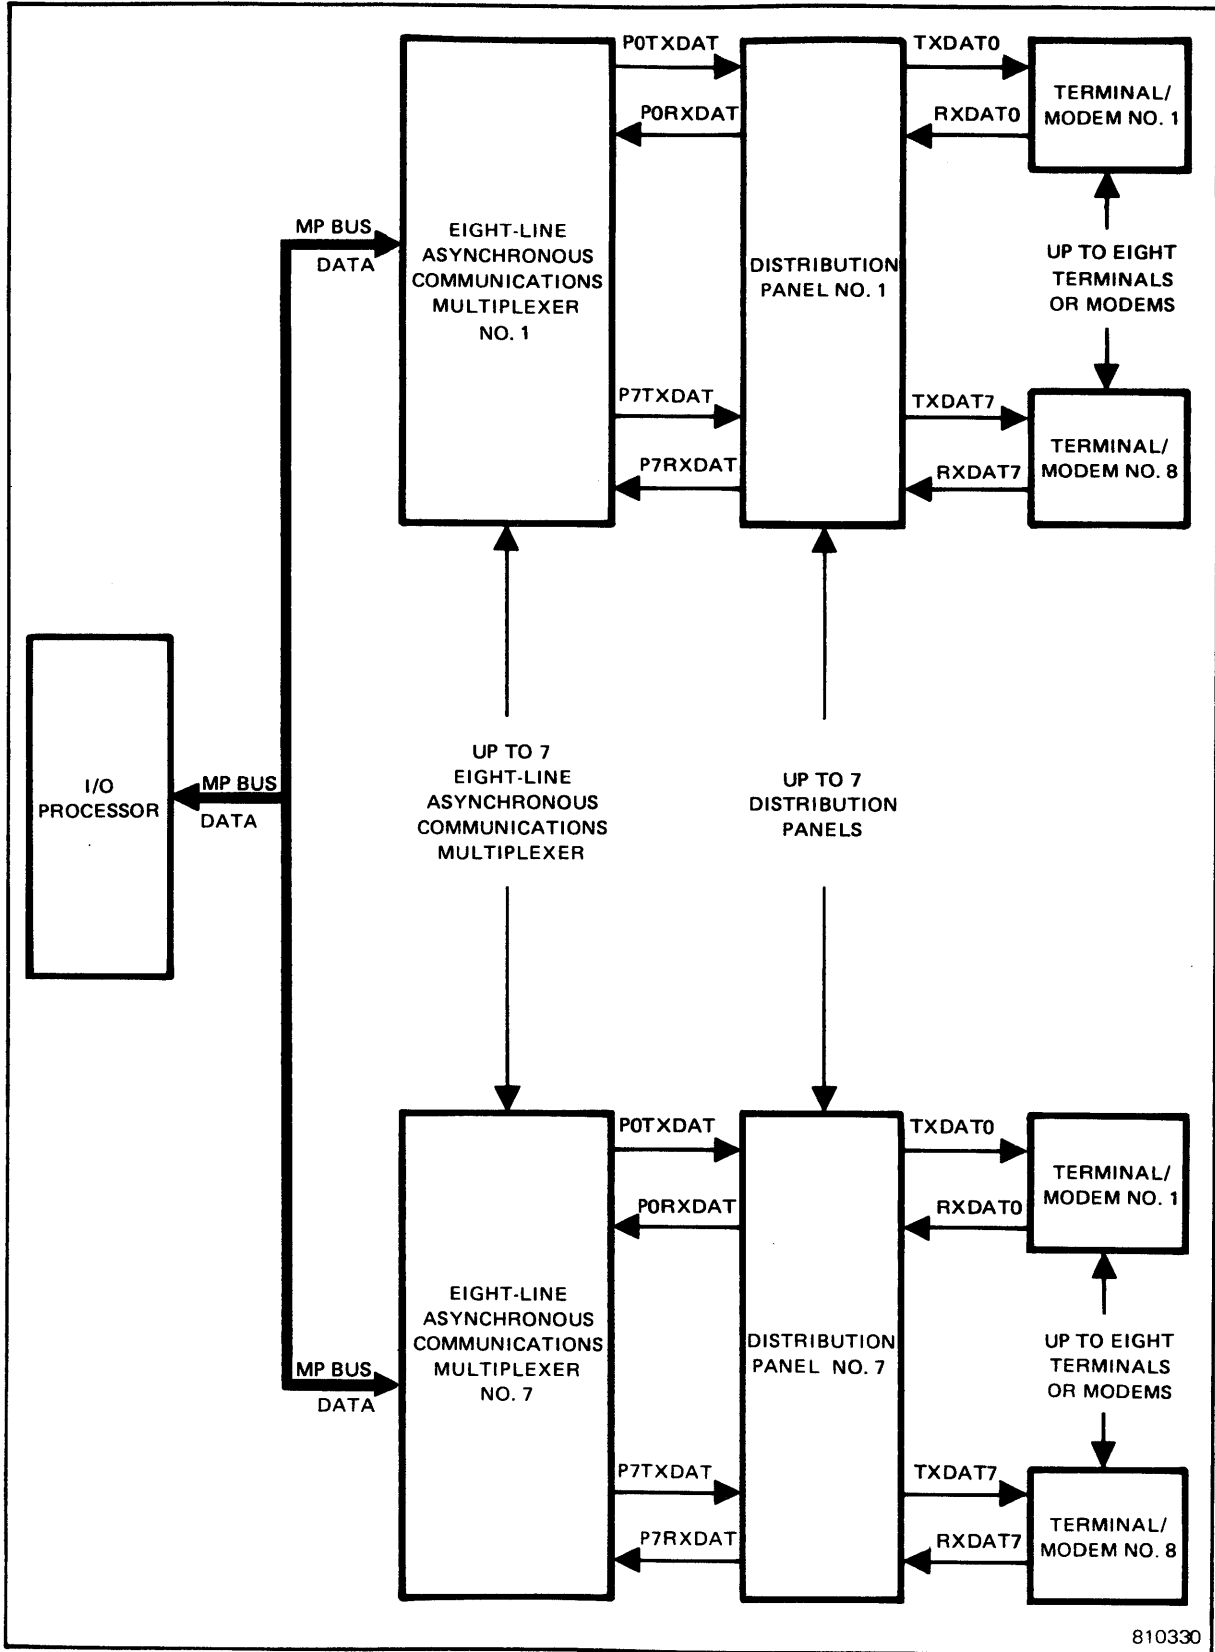 P0TXDAT
TXDAT0
P0RXDAT
RXDAT0
TERMINAL/
MODEM NO. 1
MP BUS
DATA
EIGHT-LINE
ASYNCHRONOUS
COMMUNICATIONS
MULTIPLEXER
NO. 1
DISTRIBUTION
PANEL NO. 1
UP TO EIGHT
TERMINALS
OR MODEMS
P7TXDAT
TXDAT7
P7RXDAT
RXDAT7
TERMINAL/
MODEM NO. 8
I/O
PROCESSOR
MP BUS
DATA
UP TO 7
EIGHT-LINE
ASYNCHRONOUS
COMMUNICATIONS
MULTIPLEXER
UP TO 7
DISTRIBUTION
PANELS
P0TXDAT
TXDAT0
P0RXDAT
RXDAT0
TERMINAL/
MODEM NO. 1
MP BUS
DATA
EIGHT-LINE
ASYNCHRONOUS
COMMUNICATIONS
MULTIPLEXER
NO. 7
DISTRIBUTION
PANEL NO. 7
UP TO EIGHT
TERMINALS
OR MODEMS
P7TXDAT
TXDAT7
P7RXDAT
RXDAT7
TERMINAL/
MODEM NO. 8
810330